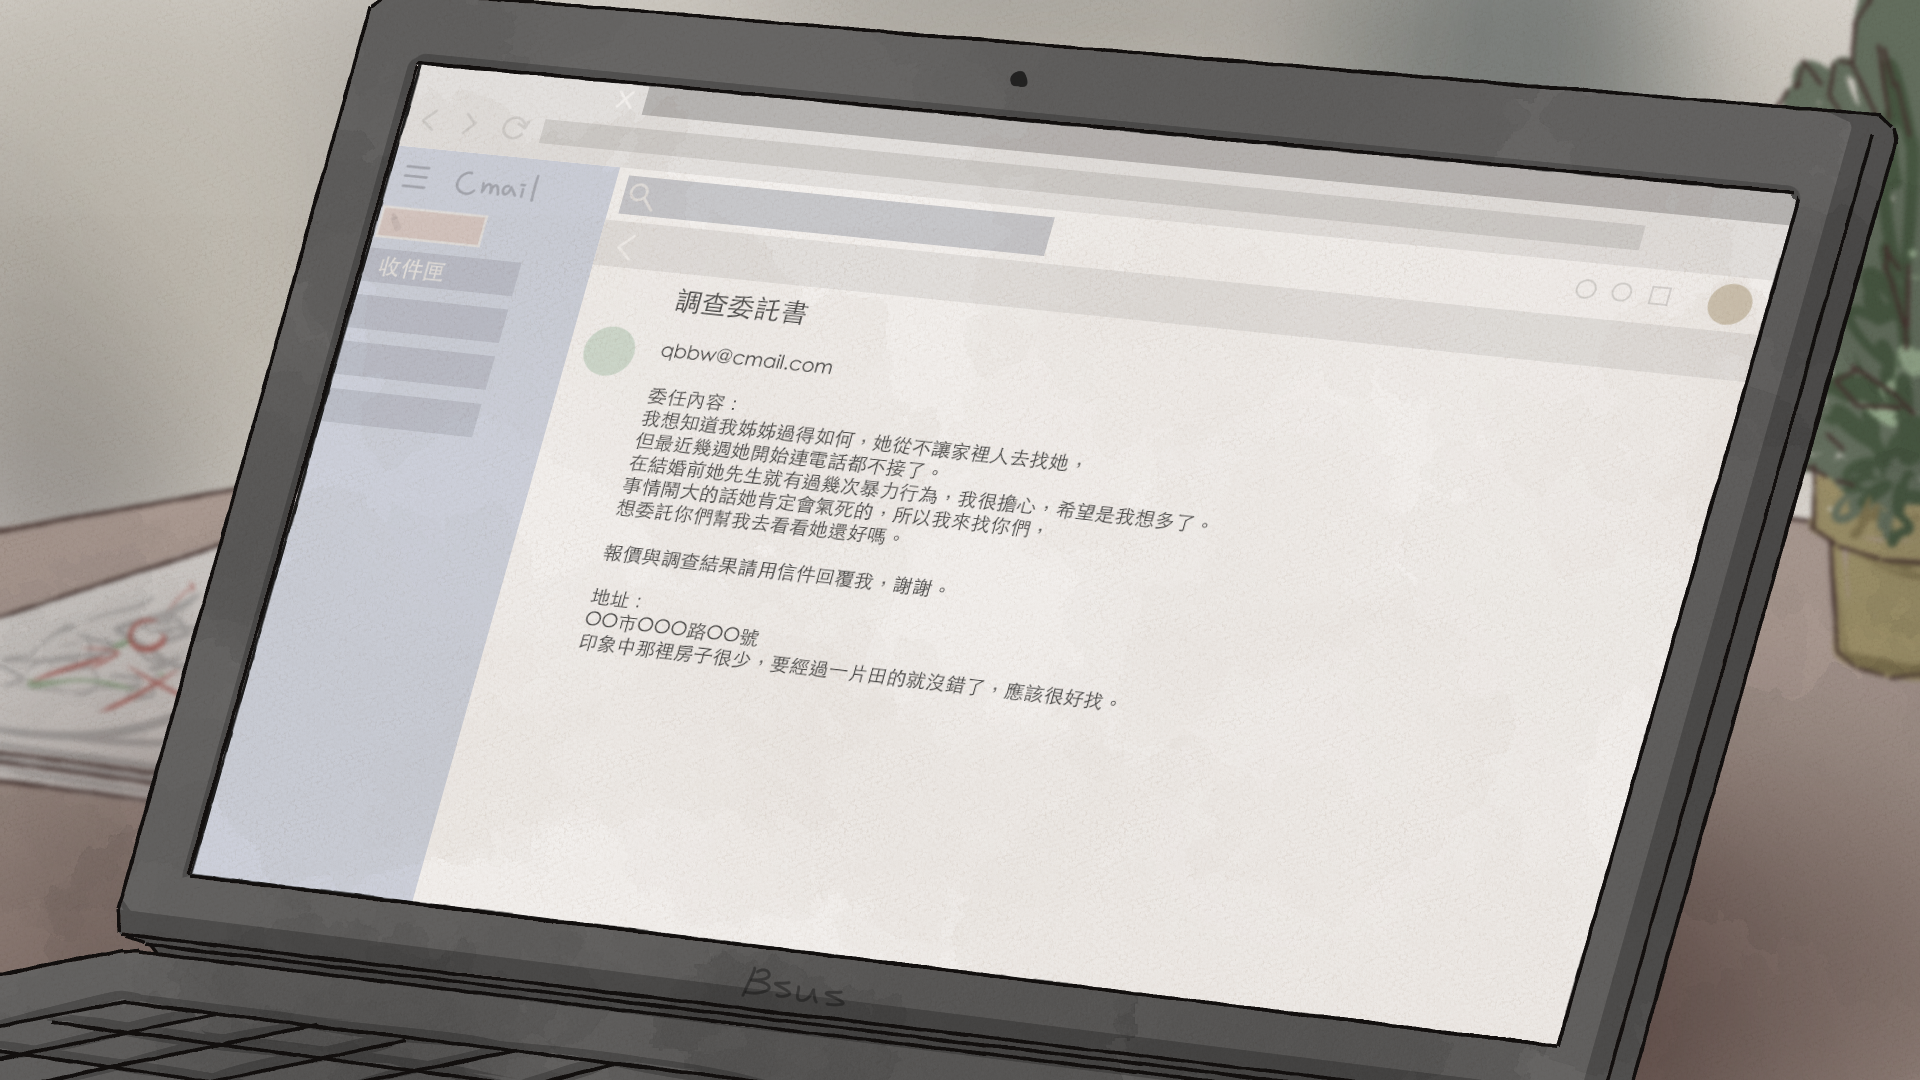 Cmail
收件匣
調查委託書
qbbw@cmail.com
委任內容：
我想知道我姊姊過得如何，她從不讓家裡人去找她，
但最近幾週她開始連電話都不接了。
在結婚前她先生就有過幾次暴力行為，我很擔心，希望是我想多了。
事情鬧大的話她肯定會氣死的，所以我來找你們，
想委託你們幫我去看看她還好嗎。
報價與調查結果請用信件回覆我，謝謝。
地址：
〇〇市〇〇〇路〇〇號
印象中那裡房子很少，要經過一片田的就沒錯了，應該很好找。
Bsus